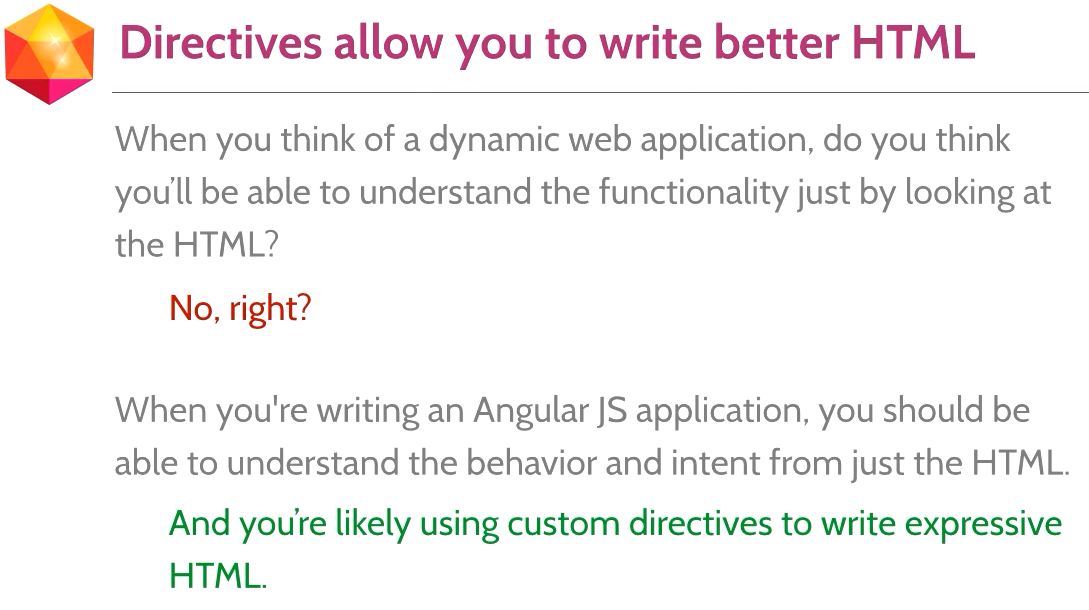 Directives allow you to write better HTML
When you think of a dynamic web application, do you think
you’ll be able to understand the functionality just by looking at
the HTML?
No, right?
When you're writing an Angular JS application, you should be
able to understand the behavior and intent from just the HTML.
And you’re likely using custom directives to write expressive
HTML.